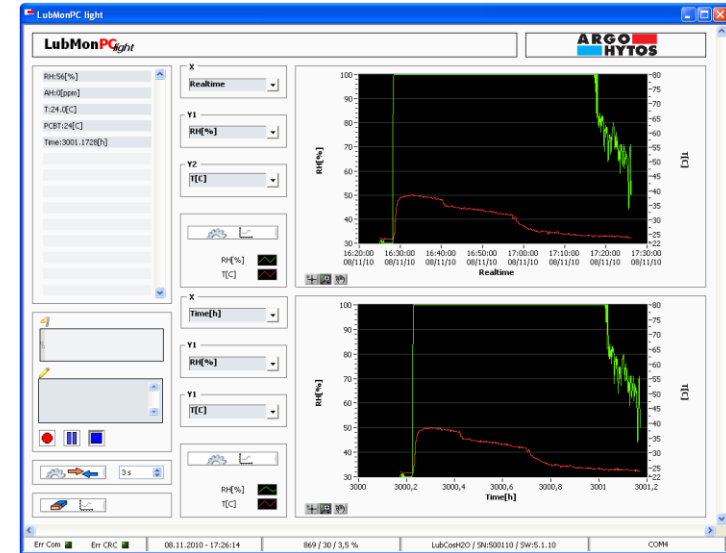 LubMonPC light
LubMonPClight
ARGO
HYTOS
RH:56[%]
AH:0[ppm]
T:24.0[C]
PCBT:24[C]
Time:3001.1728[h]
X
Realtime
Y1
RH[%]
Y2
T[C]
RH[%]
T[C]
100
90
80
70
60
50
40
30
RH[%]
80
75
70
65
60
55
50
45
40
35
30
25
22
T[C]
16:20:00 16:30:00 16:40:00 16:50:00 17:00:00 17:10:00 17:20:00 17:30:00
08/11/10 08/11/10 08/11/10 08/11/10 08/11/10 08/11/10 08/11/10 08/11/10
Realtime
X
Time[h]
Y1
RH[%]
Y1
T[C]
RH[%]
T[C]
100
90
80
70
60
50
40
30
RH[%]
80
75
70
65
60
55
50
45
40
35
30
25
22
T[C]
3000 3000,2 3000,4 3000,6 3000,8 3001 3001,2
Time[h]
3 s
Err Com Err CRC 08.11.2010 - 17:26:14 869 / 30 / 3,5 % LubCosH2O / SN:500110 / SW:5.1.10 COM4